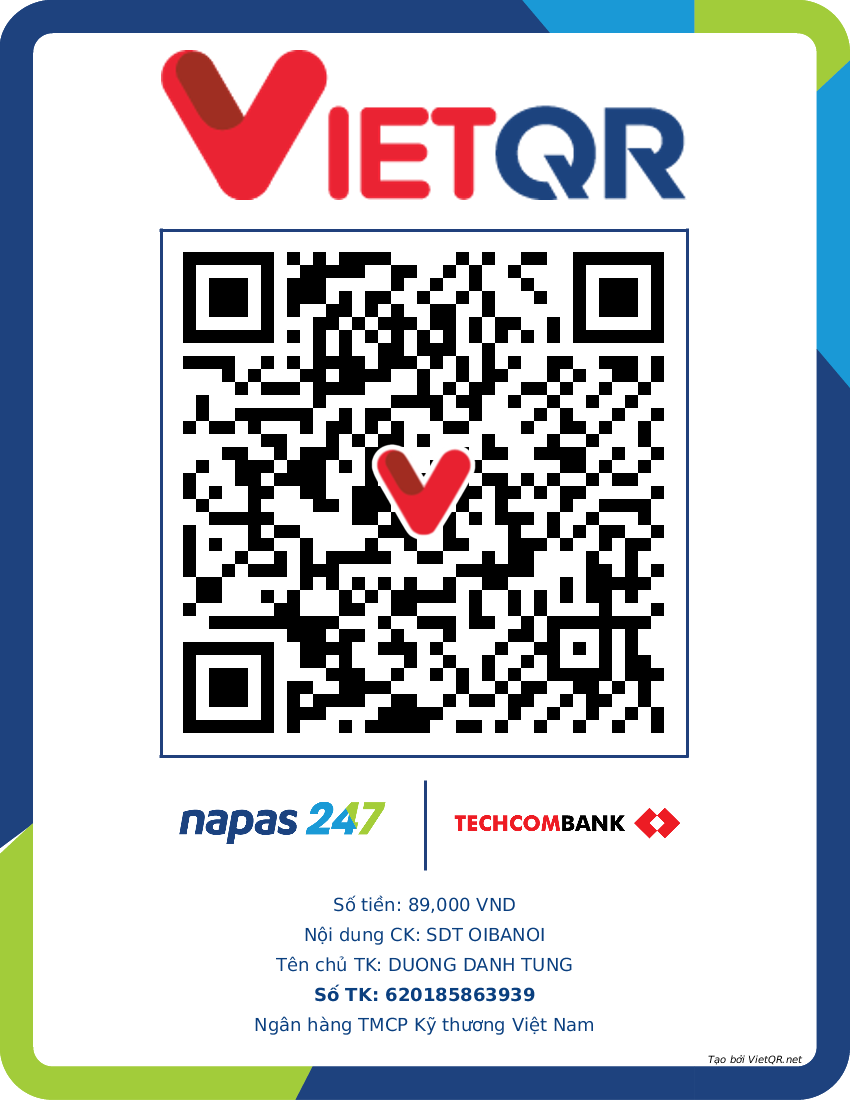 VIETQR
napas 247
TECHCOMBANK
Số tiền: 89,000 VND
Nội dung CK: SDT OIBANOI
Tên chủ TK: DUONG DANH TUNG
Số TK: 620185863939
Ngân hàng TMCP Kỹ thương Việt Nam
Tạo bởi VietQR.net